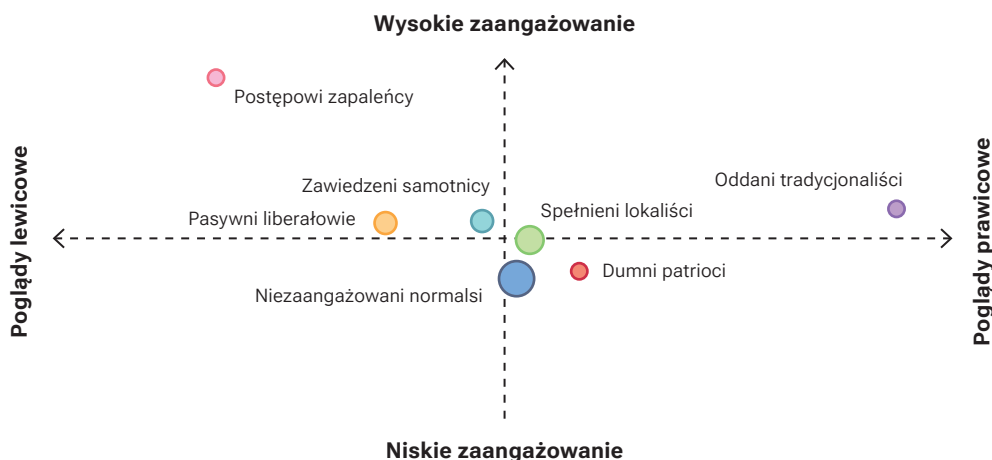 Wysokie zaangażowanie
Postępowi zapaleńcy
Zawiedzeni samotnicy
Oddani tradycjonaliści
Pasywni liberałowie
Spełnieni lokaliści
Poglądy lewicowe
Poglądy prawicowe
Dumni patrioci
Niezaangażowani normalsi
Niskie zaangażowanie